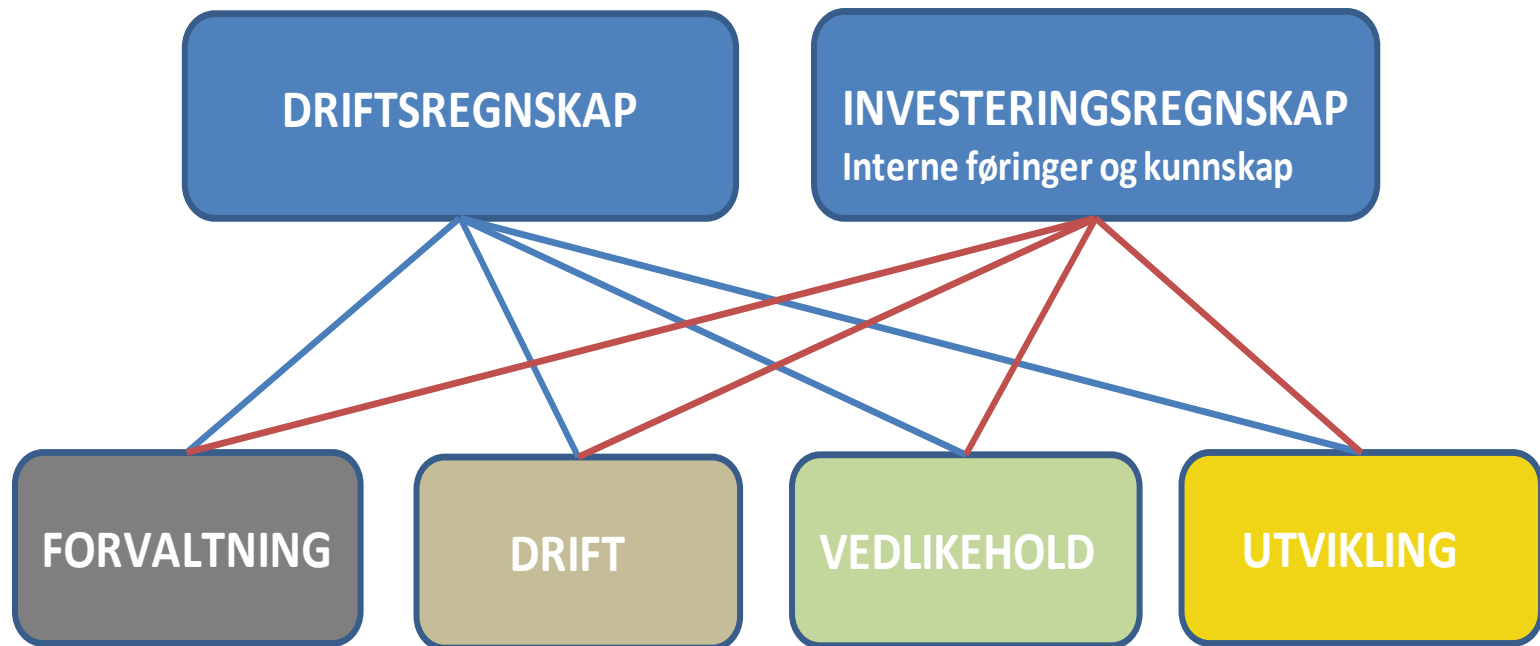 DRIFTSREGNSKAP
INVESTERINGSREGNSKAP
Interne føringer og kunnskap
FORVALTNING
DRIFT
VEDLIKEHOLD
UTVIKLING